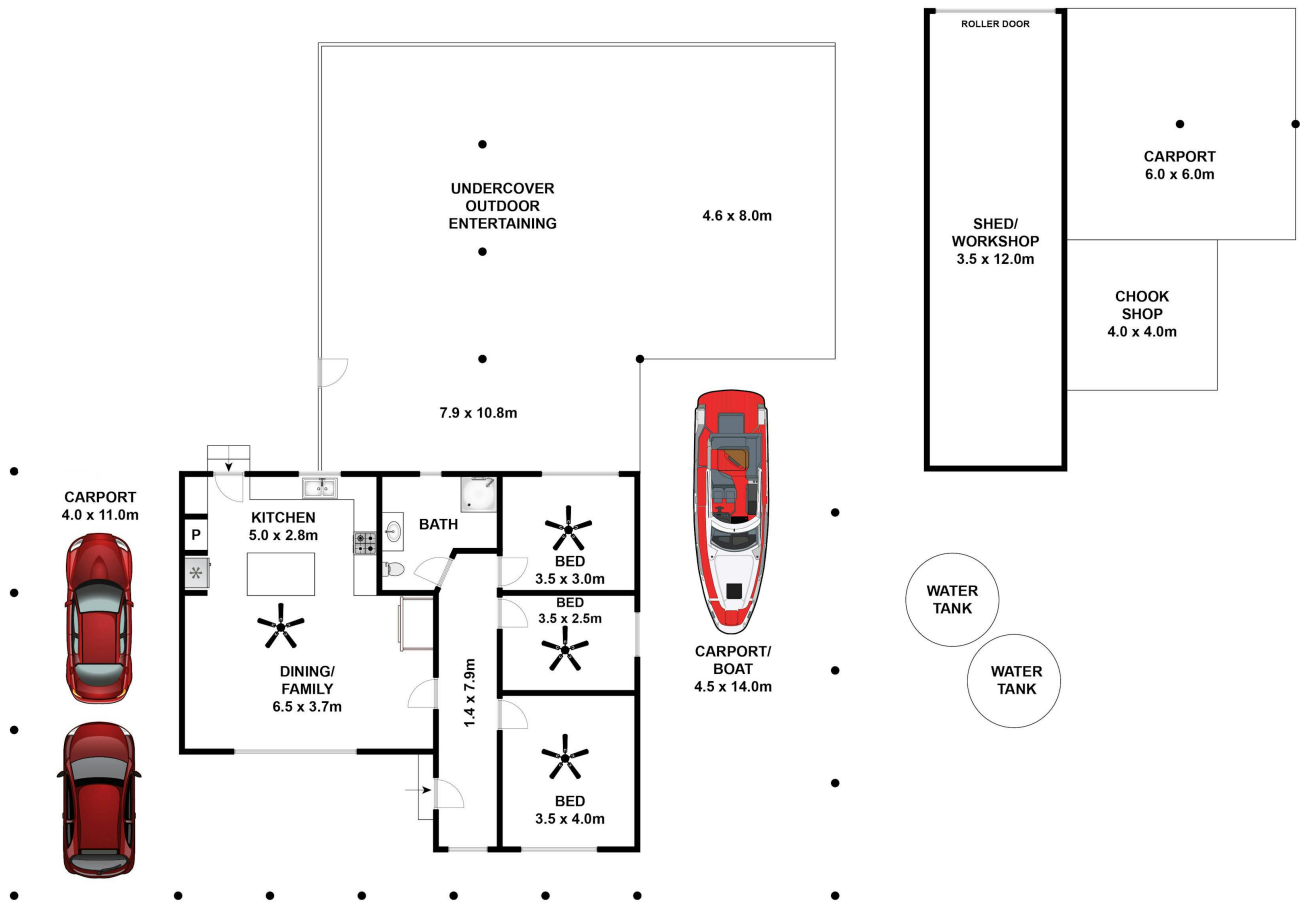 ROLLER DOOR
UNDERCOVER
OUTDOOR
ENTERTAINING
4.6 x 8.0m
7.9 x 10.8m
CARPORT
6.0 x 6.0m
SHED/
WORKSHOP
3.5 x 12.0m
CHOOK
SHOP
4.0 x 4.0m
CARPORT
4.0 x 11.0m
KITCHEN
5.0 x 2.8m
P
BATH
BED
3.5 x 3.0m
BED
3.5 x 2.5m
DINING/
FAMILY
6.5 x 3.7m
1.4 x 7.9m
BED
3.5 x 4.0m
CARPORT/
BOAT
4.5 x 14.0m
WATER
TANK
WATER
TANK